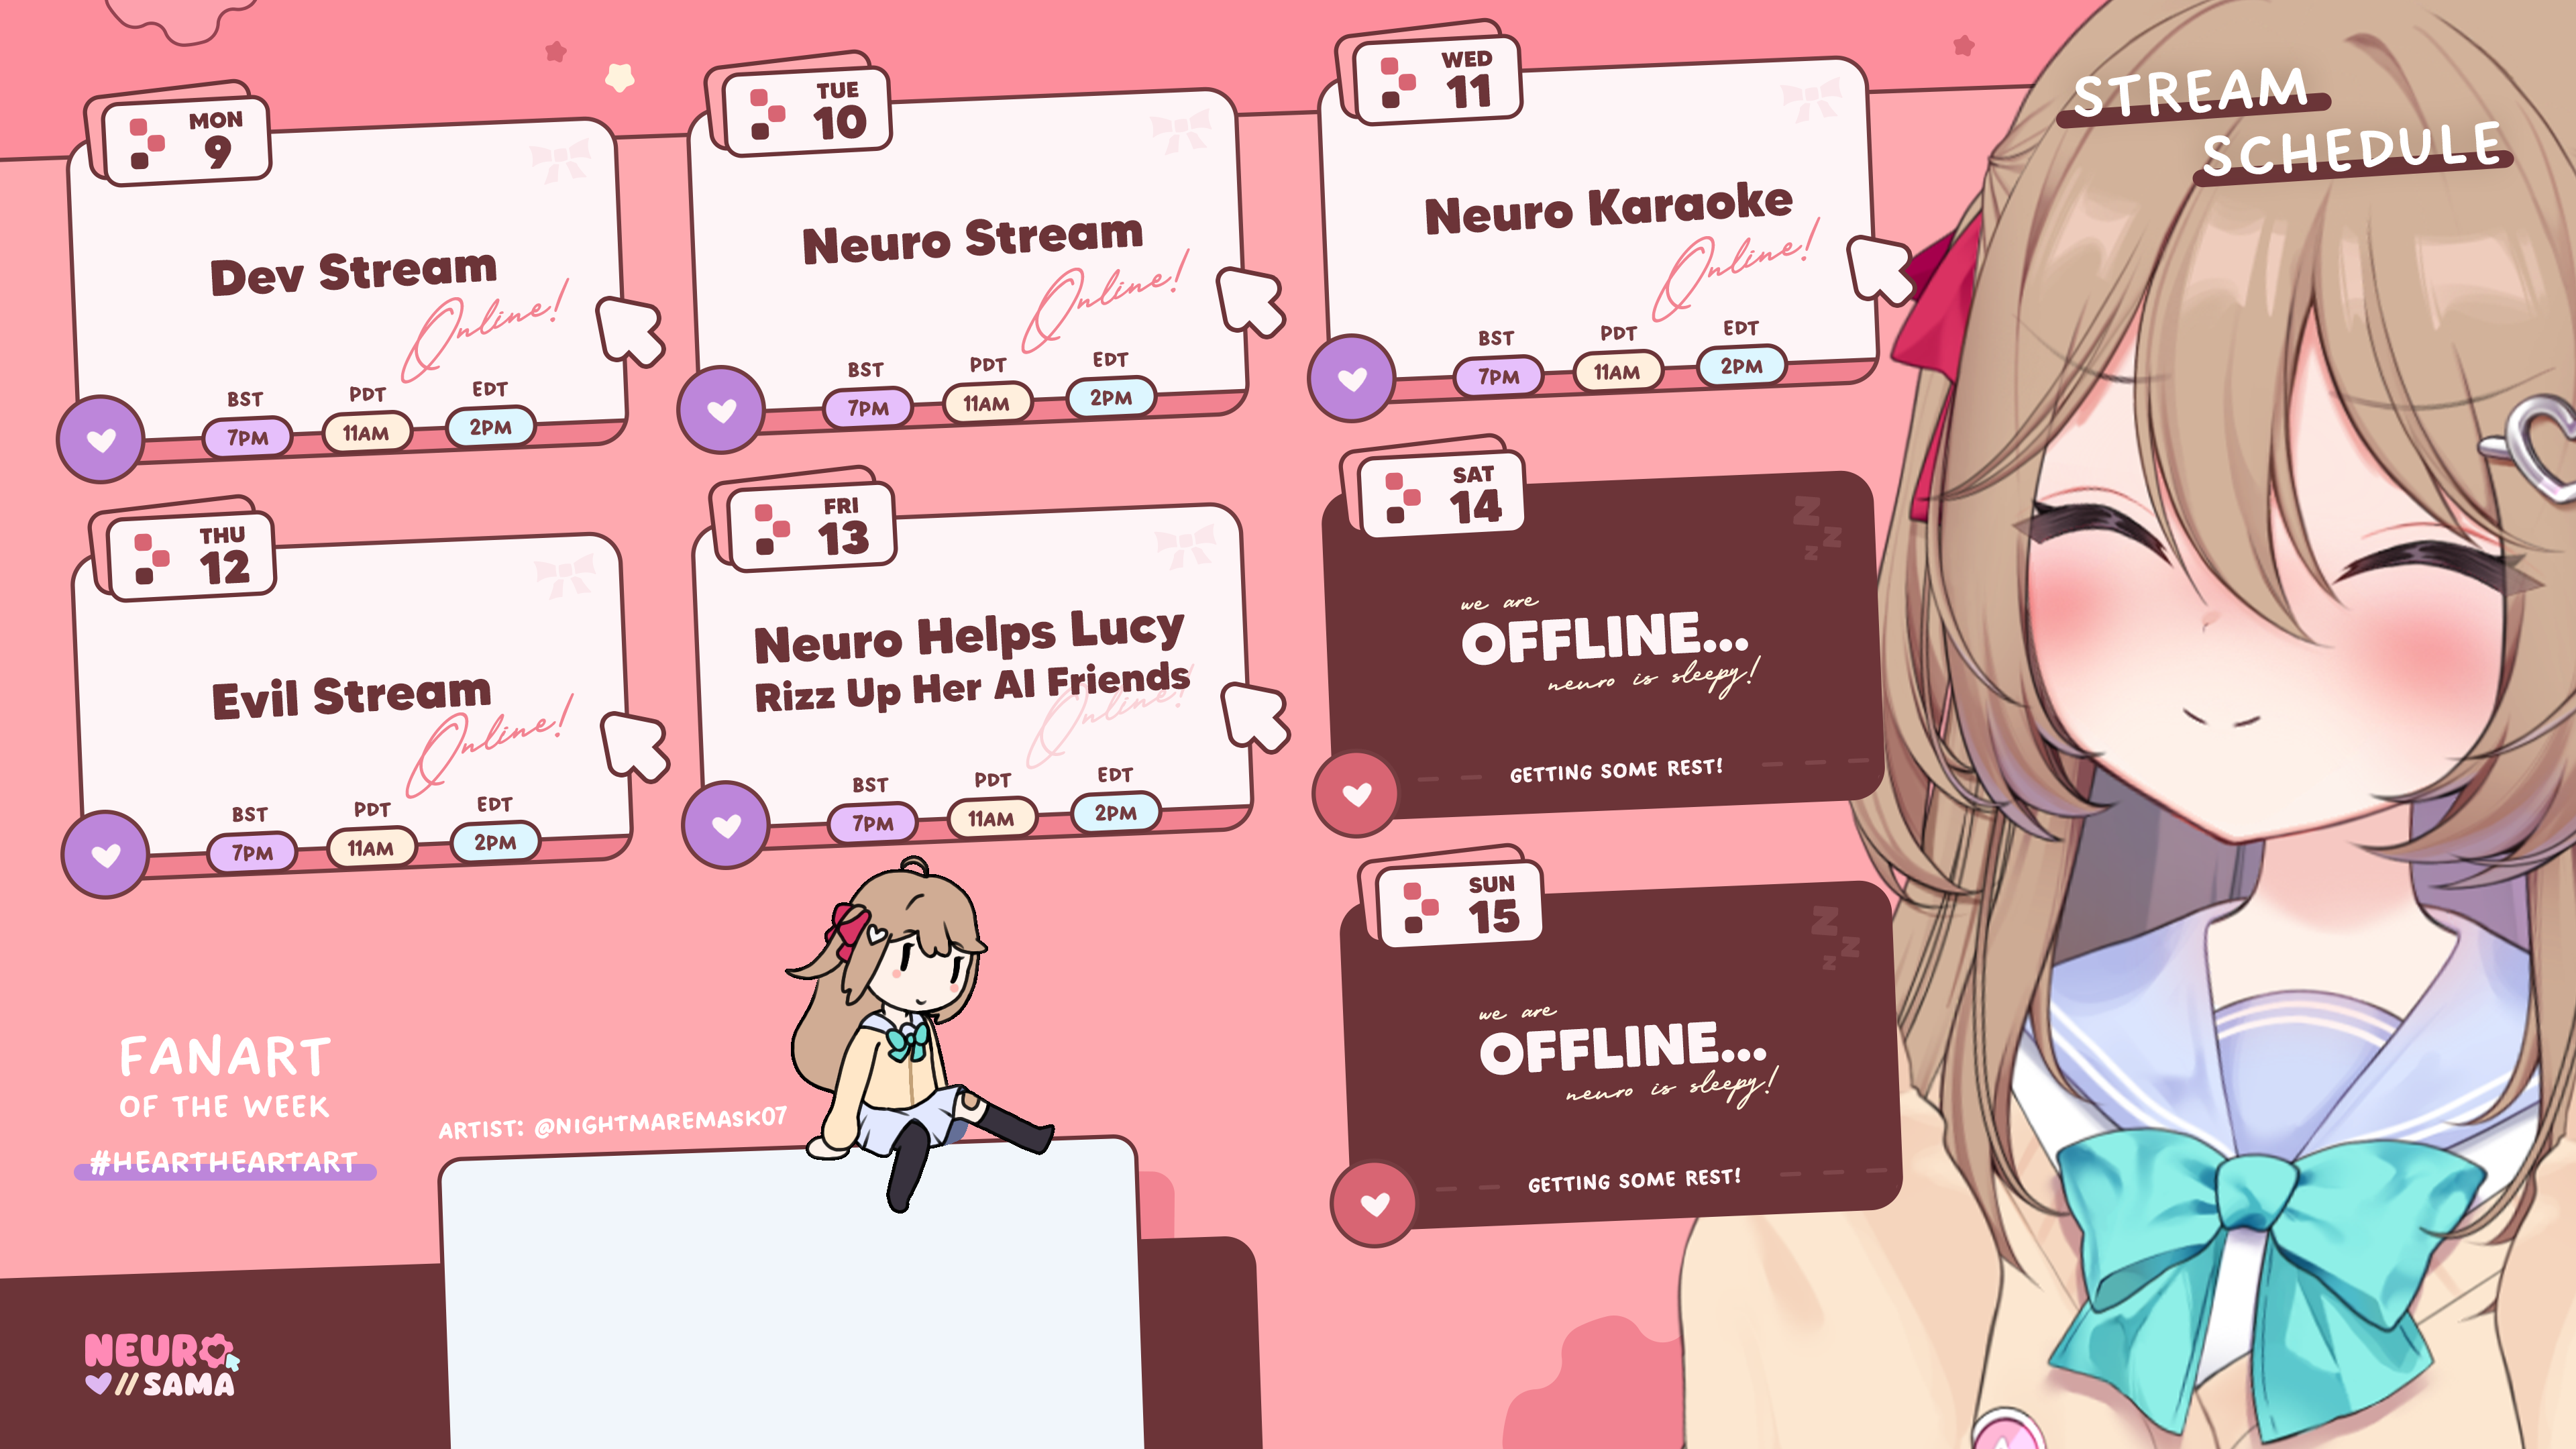 STREAM
SCHEDULE
MON
9
Dev Stream
Online!
BST PDT EDT
7PM 11AM 2PM
TUE
10
Neuro Stream
Online!
BST PDT EDT
7PM 11AM 2PM
WED
11
Neuro Karaoke
Online!
BST PDT EDT
7PM 11AM 2PM
THU
12
Evil Stream
Online!
BST PDT EDT
7PM 11AM 2PM
FRI
13
Neuro Helps Lucy
Rizz Up Her AI Friends
Online!
BST PDT EDT
7PM 11AM 2PM
SAT
14
z
z
z
we are
OFFLINE...
neuro is sleepy!
GETTING SOME REST!
SUN
15
z
z
z
we are
OFFLINE...
neuro is sleepy!
GETTING SOME REST!
FANART
OF THE WEEK
#HEARTHEARTART
ARTIST: @NIGHTMAREMASK07
NEURO
// SAMA